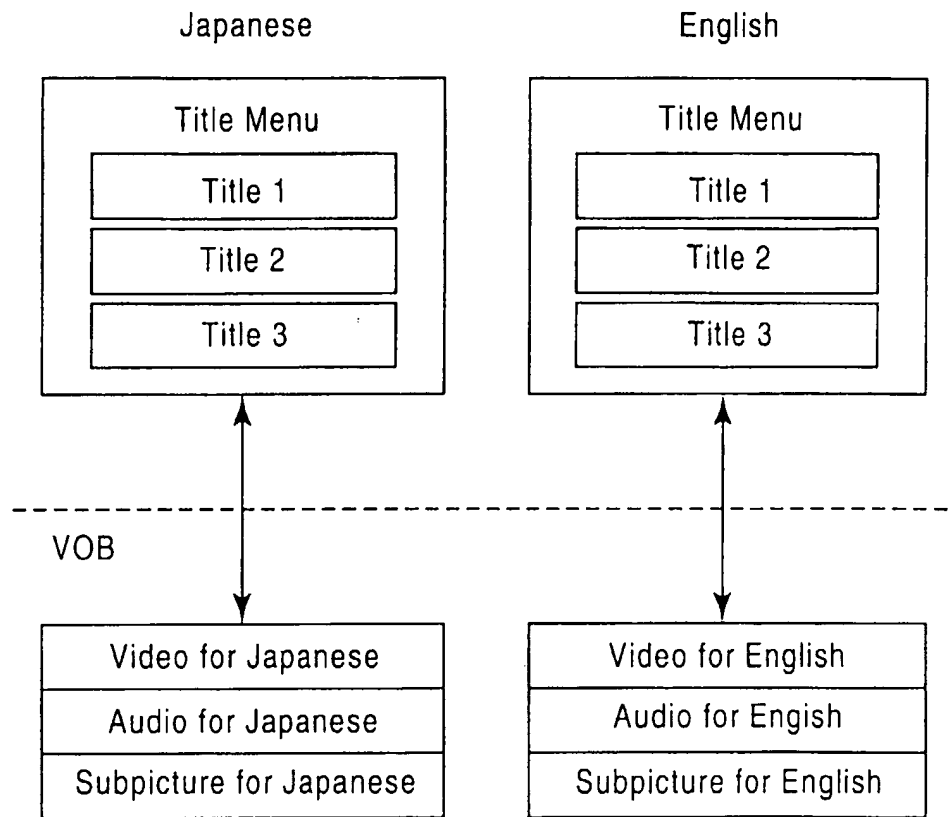 Japanese
English
Title Menu
Title 1
Title 2
Title 3
Title Menu
Title 1
Title 2
Title 3
VOB
Video for Japanese
Audio for Japanese
Subpicture for Japanese
Video for English
Audio for Engish
Subpicture for English